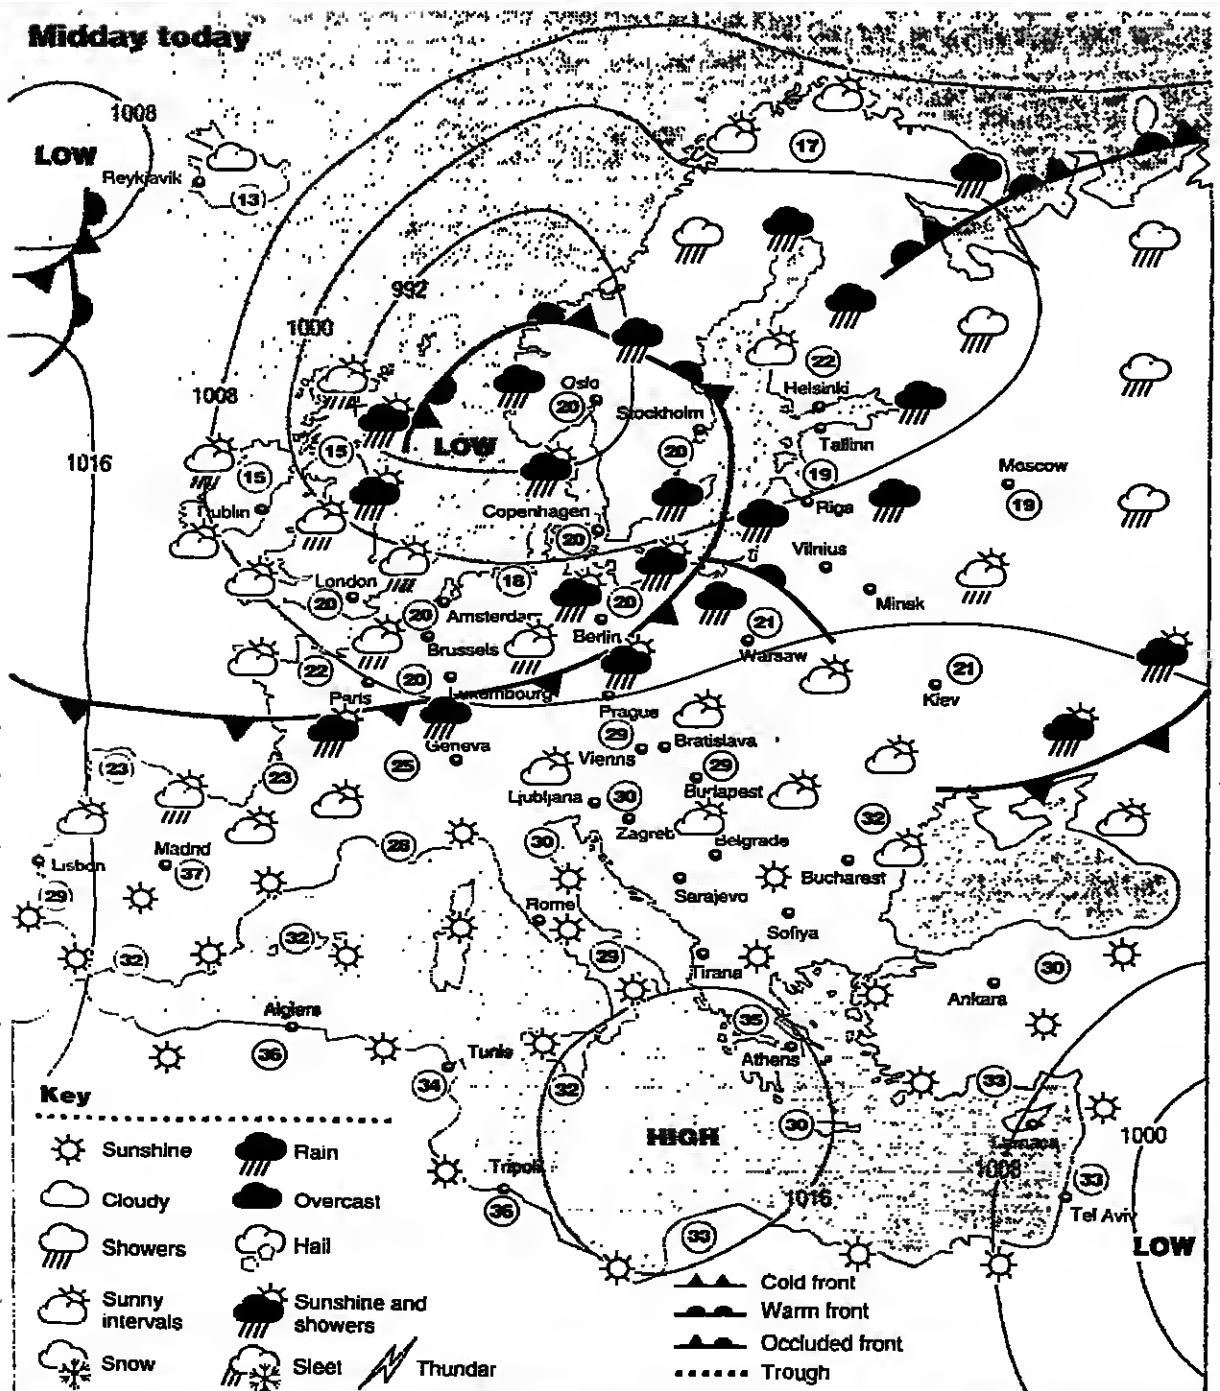 Midday today
1008
LOW
Reykjavik
13
17
992
1000
1008
1016
Oslo
20
Stockholm
20
22
Helsinki
Tallinn
LOW
15
15
19
Riga
Moscow
19
Copenhagen
20
Vilnius
Minsk
London
20
18
20
Amsterdam
20
Berlin
21
Warsaw
Brussels
22
Paris
20
Luxembourg
21
Kiev
Prague
29
Geneva
25
Vienns
Bratislava
29
Budapest
23
23
Ljubljana
30
Zagreb
Belgrade
32
Bucharest
Lisbon
29
Madrid
37
28
30
Sarajevo
Rome
Sofiya
32
32
29
Tirana
30
Ankara
Algiers
36
35
Athens
Tunis
34
32
33
30
HIGH
Larnaca
1000
1008
33
Tel Aviv
Tripoli
36
1016
33
LOW
Key
Sunshine
Rain
Cloudy
Overcast
Showers
Hail
Sunny
intervals
Sunshine and
showers
Snow
Sleet
Thundar
Cold front
Warm front
Occluded front
Trough